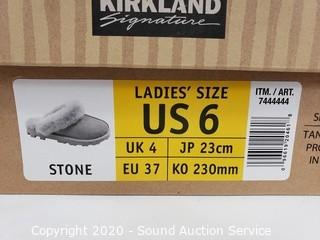 KIRKLAND
Signature
LADIES' SIZE
US 6
UK 4 JP 23cm
EU 37 KO 230mm
STONE
ITM. / ART.
7444444
Copyright 2020 - Sound Auction Service